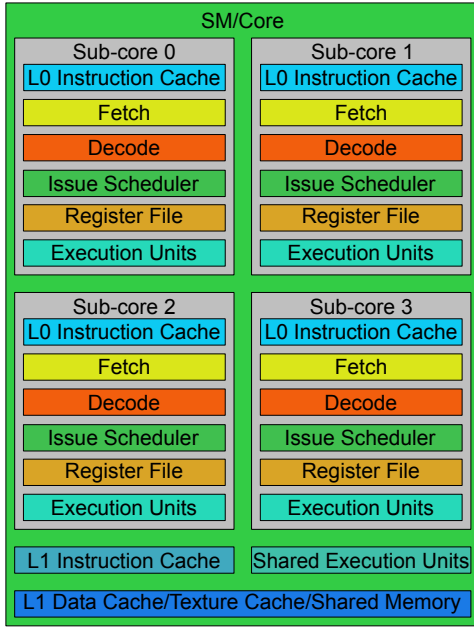 SM/Core
Sub-core 0
L0 Instruction Cache
Fetch
Decode
Issue Scheduler
Register File
Execution Units
Sub-core 1
L0 Instruction Cache
Fetch
Decode
Issue Scheduler
Register File
Execution Units
Sub-core 2
L0 Instruction Cache
Fetch
Decode
Issue Scheduler
Register File
Execution Units
Sub-core 3
L0 Instruction Cache
Fetch
Decode
Issue Scheduler
Register File
Execution Units
L1 Instruction Cache
Shared Execution Units
L1 Data Cache/Texture Cache/Shared Memory